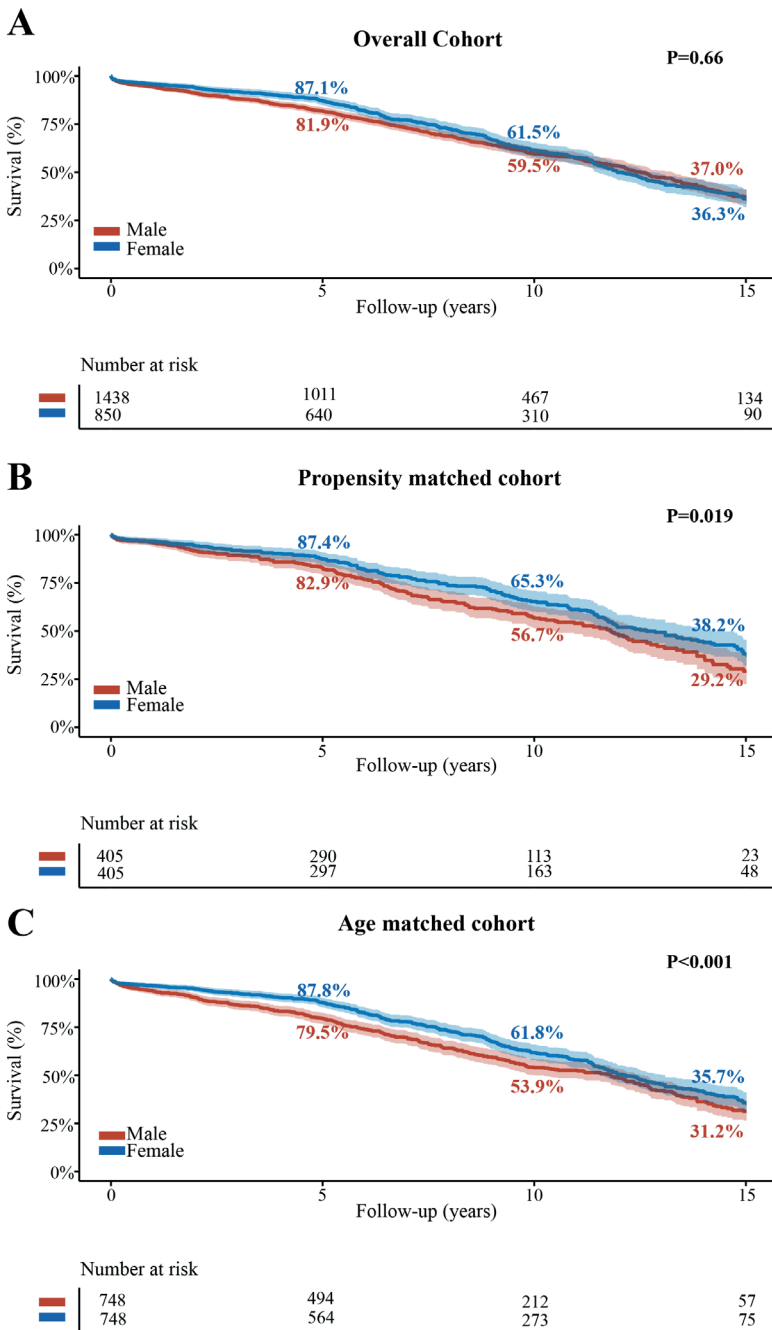 A
Overall Cohort
P=0.66
100%
87.1%
75%
81.9%
61.5%
50%
59.5%
37.0%
25%
36.3%
Male
Female
0%
Survival (%)
0 5 10 15
Follow-up (years)
Number at risk
1438 1011 467 134
850 640 310 90
B
Propensity matched cohort
P=0.019
100%
87.4%
75%
82.9%
65.3%
50%
56.7%
38.2%
25%
29.2%
Male
Female
0%
Survival (%)
0 5 10 15
Follow-up (years)
Number at risk
405 290 113 23
405 297 163 48
C
Age matched cohort
P<0.001
100%
87.8%
75%
79.5%
61.8%
50%
53.9%
35.7%
25%
31.2%
Male
Female
0%
Survival (%)
0 5 10 15
Follow-up (years)
Number at risk
748 494 212 57
748 564 273 75